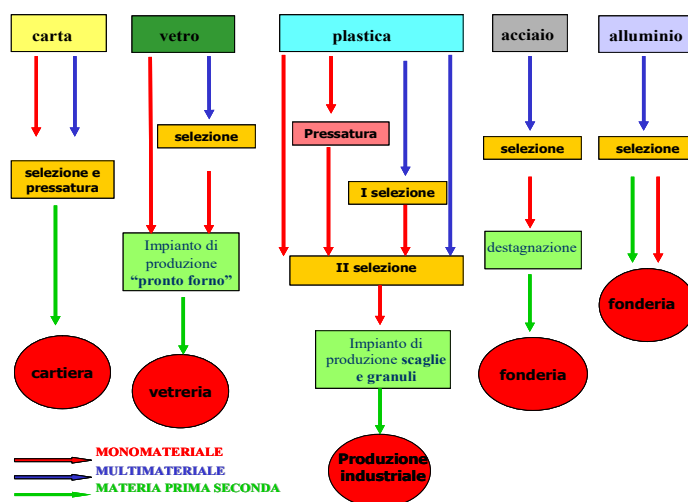 carta
vetro
plastica
acciaio
alluminio
selezione
Pressatura
selezione
selezione
selezione e
pressatura
I selezione
Impianto di
produzione
“pronto forno”
destagnazione
II selezione
fonderia
Impianto di
produzione scaglie
e granuli
cartiera
vetreria
fonderia
Produzione
industriale
MONOMATERIALE
MULTIMATERIALE
MATERIA PRIMA SECONDA